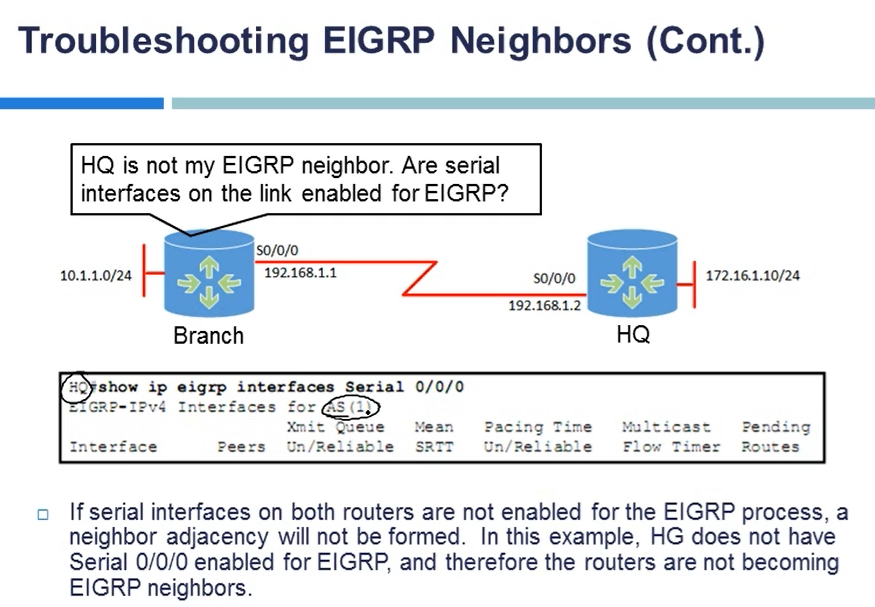 Troubleshooting EIGRP Neighbors (Cont.)
HQ is not my EIGRP neighbor. Are serial
interfaces on the link enabled for EIGRP?
S0/0/0
10.1.1.0/24
192.168.1.1
S0/0/0
172.16.1.10/24
192.168.1.2
Branch
HQ
HQ#show ip eigrp interfaces Serial 0/0/0
EIGRP-IPv4 Interfaces for AS(1)
Xmit Queue Mean Pacing Time Multicast Pending
Interface Peers Un/Reliable SRTT Un/Reliable Flow Timer Routes
If serial interfaces on both routers are not enabled for the EIGRP process, a
neighbor adjacency will not be formed. In this example, HG does not have
Serial 0/0/0 enabled for EIGRP, and therefore the routers are not becoming
EIGRP neighbors.